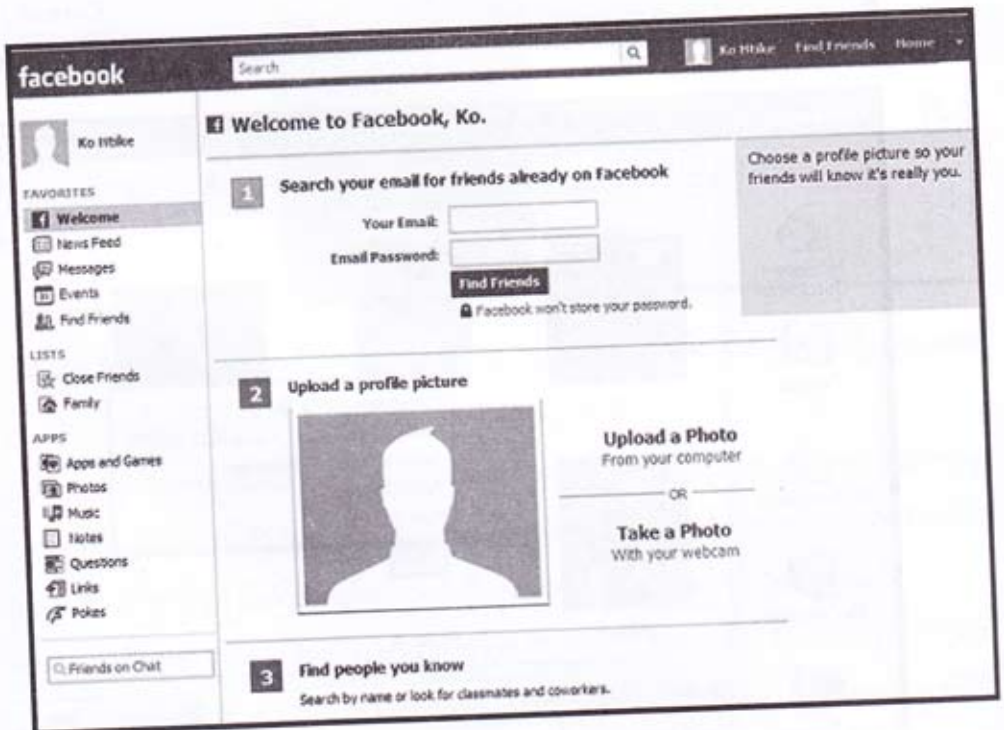 facebook
Search
Ko Htike Find Friends Home
Ko Htike
FAVORITES
Welcome
News Feed
Messages
Events
Find Friends
LISTS
Close Friends
Family
APPS
Apps and Games
Photos
Music
Notes
Questions
Links
Pokes
Friends on Chat
Welcome to Facebook, Ko.
1 Search your email for friends already on Facebook
Your Email:
Email Password:
Find Friends
Facebook won't store your password.
2 Upload a profile picture
Upload a Photo
From your computer
OR
Take a Photo
With your webcam
3 Find people you know
Search by name or look for classmates and coworkers.
Choose a profile picture so your
friends will know it's really you.